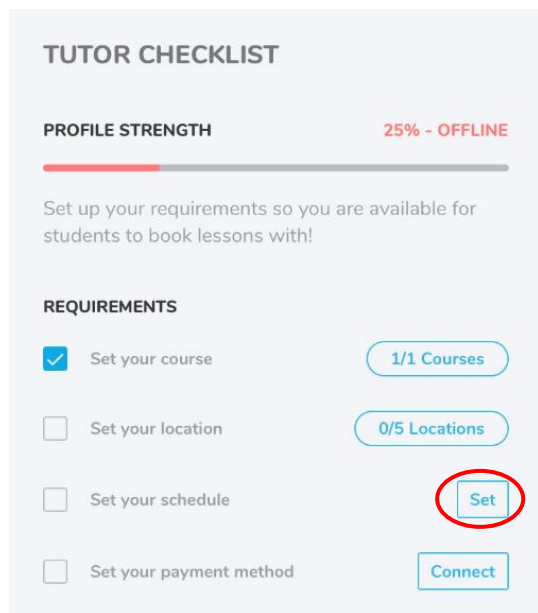 TUTOR CHECKLIST
PROFILE STRENGTH 25% - OFFLINE
Set up your requirements so you are available for
students to book lessons with!
REQUIREMENTS
Set your course 1/1 Courses
Set your location 0/5 Locations
Set your schedule Set
Set your payment method Connect